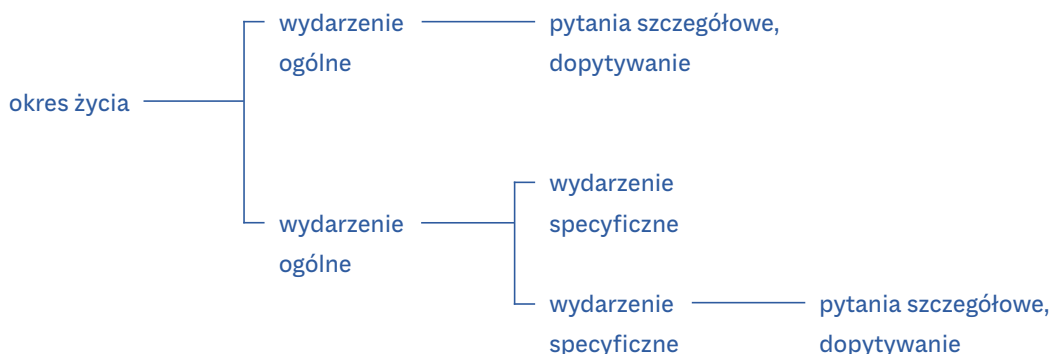 wydarzenie
ogólne
pytania szczegółowe,
dopytywanie
okres życia
wydarzenie
specyficzne
wydarzenie
ogólne
wydarzenie
specyficzne
pytania szczegółowe,
dopytywanie